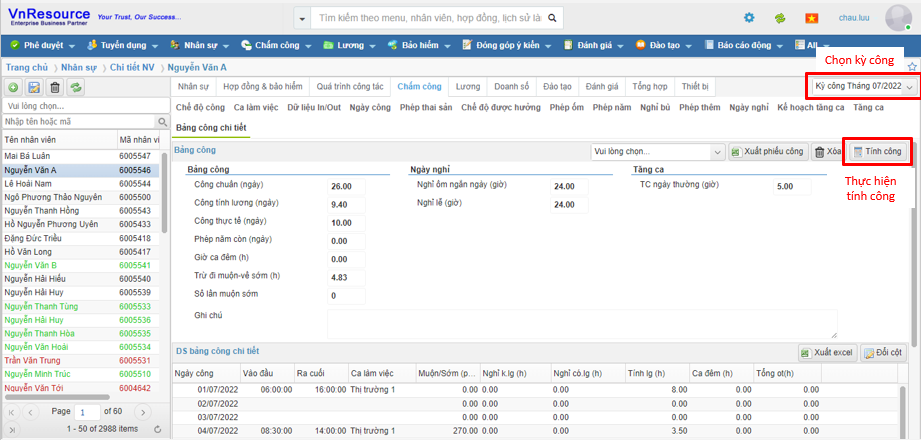 VnResource Your Trust, Our Success...
Enterprise Business Partner
Tìm kiếm theo menu, nhân viên, hợp đồng, lịch sử là
chau.luu
Phê duyệt Tuyển dụng Nhân sự Chấm công Lương Bảo hiểm Đóng góp ý kiến Đánh giá Đào tạo Báo cáo động All
Chọn kỳ công
Trang chủ Nhân sự Chi tiết NV Nguyễn Văn A
Nhân sự Hợp đồng & bảo hiểm Quá trình công tác Chấm công Lương Doanh số Đào tạo Đánh giá Tổng hợp Thiết bị
Kỳ công Tháng 07/2022
Vui lòng chọn...
Chế độ công Ca làm việc Dữ liệu In/Out Ngày công Phép thai sản Chế độ được hưởng Phép ốm Phép năm Nghỉ bù Phép thêm Ngày nghỉ Kế hoạch tăng ca Tăng ca
Nhập tên hoặc mã
Bảng công chi tiết
Tên nhân viên Mã nhân vi
Bảng công
Vui lòng chọn... Xuất phiếu công Xóa Tính công
Thực hiện
tính công
Mai Bá Luân 6005547
Nguyễn Văn A 6005546
Lê Hoài Nam 6005544
Ngô Phương Thảo Nguyên 6005500
Nguyễn Thanh Hồng 6005543
Hồ Nguyễn Phương Uyên 6005433
Đặng Đức Triều 6005418
Hồ Văn Long 6005417
Nguyễn Văn B 6005541
Nguyễn Hải Hiếu 6005540
Nguyễn Hải Huy 6005539
Nguyễn Thanh Tùng 6005533
Nguyễn Hải Huy 6005536
Nguyễn Thanh Hòa 6005535
Nguyễn Văn Hoài 6005534
Trần Văn Trung 6005531
Nguyễn Minh Trúc 6005510
Nguyễn Văn Tới 6004642
Page 1 of 60
1 - 50 of 2988 items
Bảng công
Công chuẩn (ngày) 26.00
Công tính lương (ngày) 9.40
Công thực tế (ngày) 10.00
Phép năm còn (ngày) 0.00
Giờ ca đêm (h) 0.00
Trừ đi muộn-về sớm (h) 4.83
Số lần muộn sớm 0
Ghi chú
Ngày nghỉ
Nghỉ ốm ngắn ngày (giờ) 24.00
Nghỉ lễ (giờ) 24.00
Tăng ca
TC ngày thường (giờ) 5.00
DS bảng công chi tiết
Xuất excel Đổi cột
Ngày công Vào đầu Ra cuối Ca làm việc Muộn/Sớm (p... Nghỉ k.lg (h) Nghỉ có.lg (h) Tính lg (h) Ca đêm (h) Tổng ot(h)
01/07/2022 06:00:00 16:00:00 Thị trường 1 0.00 0.00 0.00 8.00 0.00 0.00
02/07/2022 0.00 0.00 0.00 0.00 0.00
03/07/2022 0.00 0.00 0.00 0.00 0.00
04/07/2022 08:30:00 14:00:00 Thị trường 1 270.00 0.00 0.00 3.50 0.00 0.00